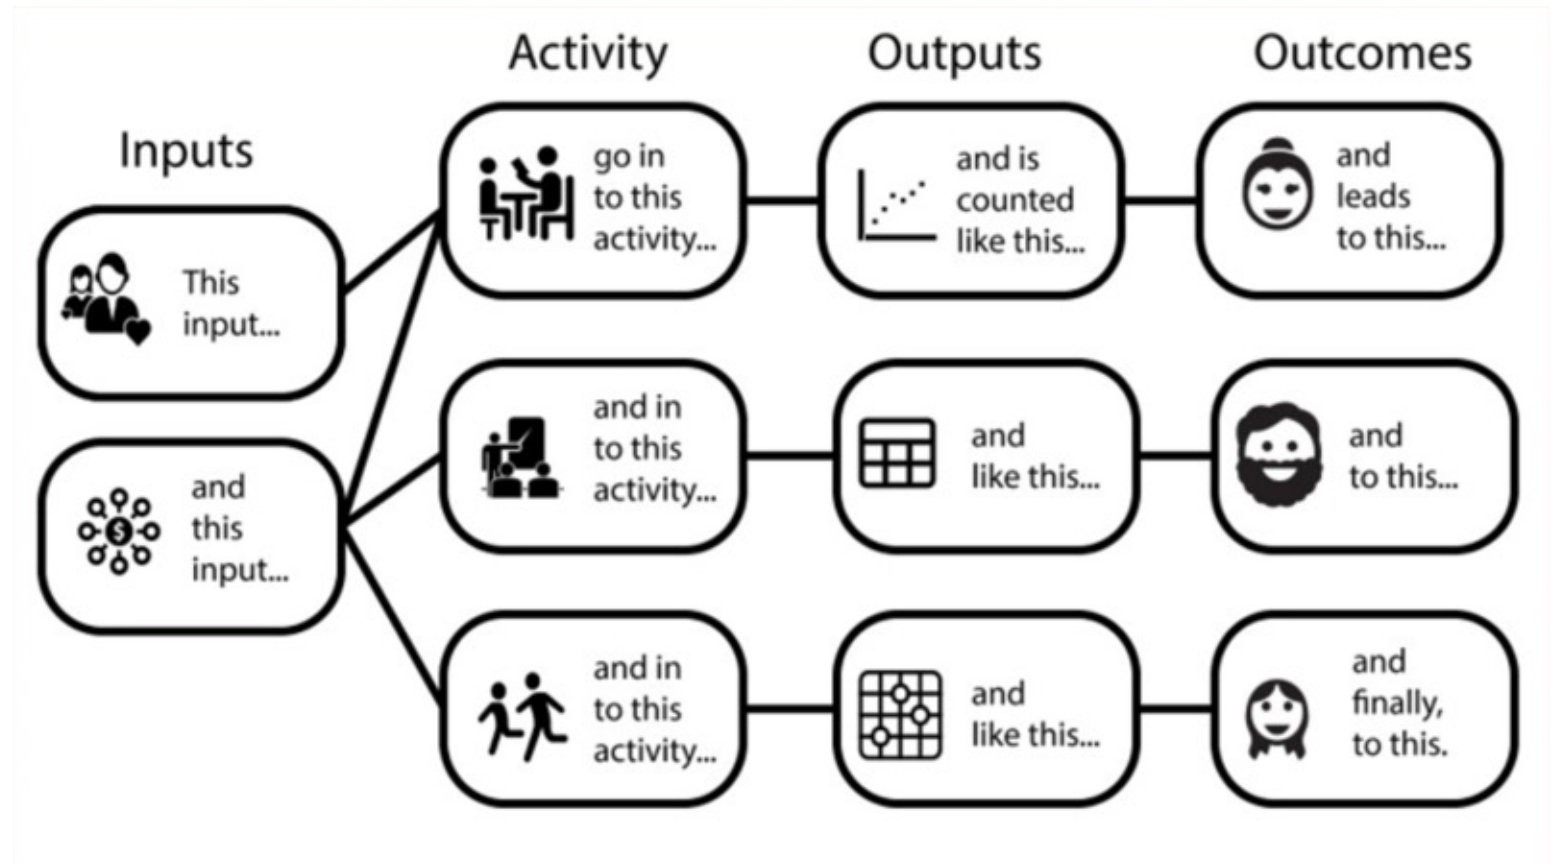 Inputs
This
input...
and
this
input...
Activity
go in
to this
activity...
and in
to this
activity...
and in
to this
activity...
Outputs
and is
counted
like this...
and
like this...
and
like this...
Outcomes
and
leads
to this...
and
to this...
and
finally,
to this.
$